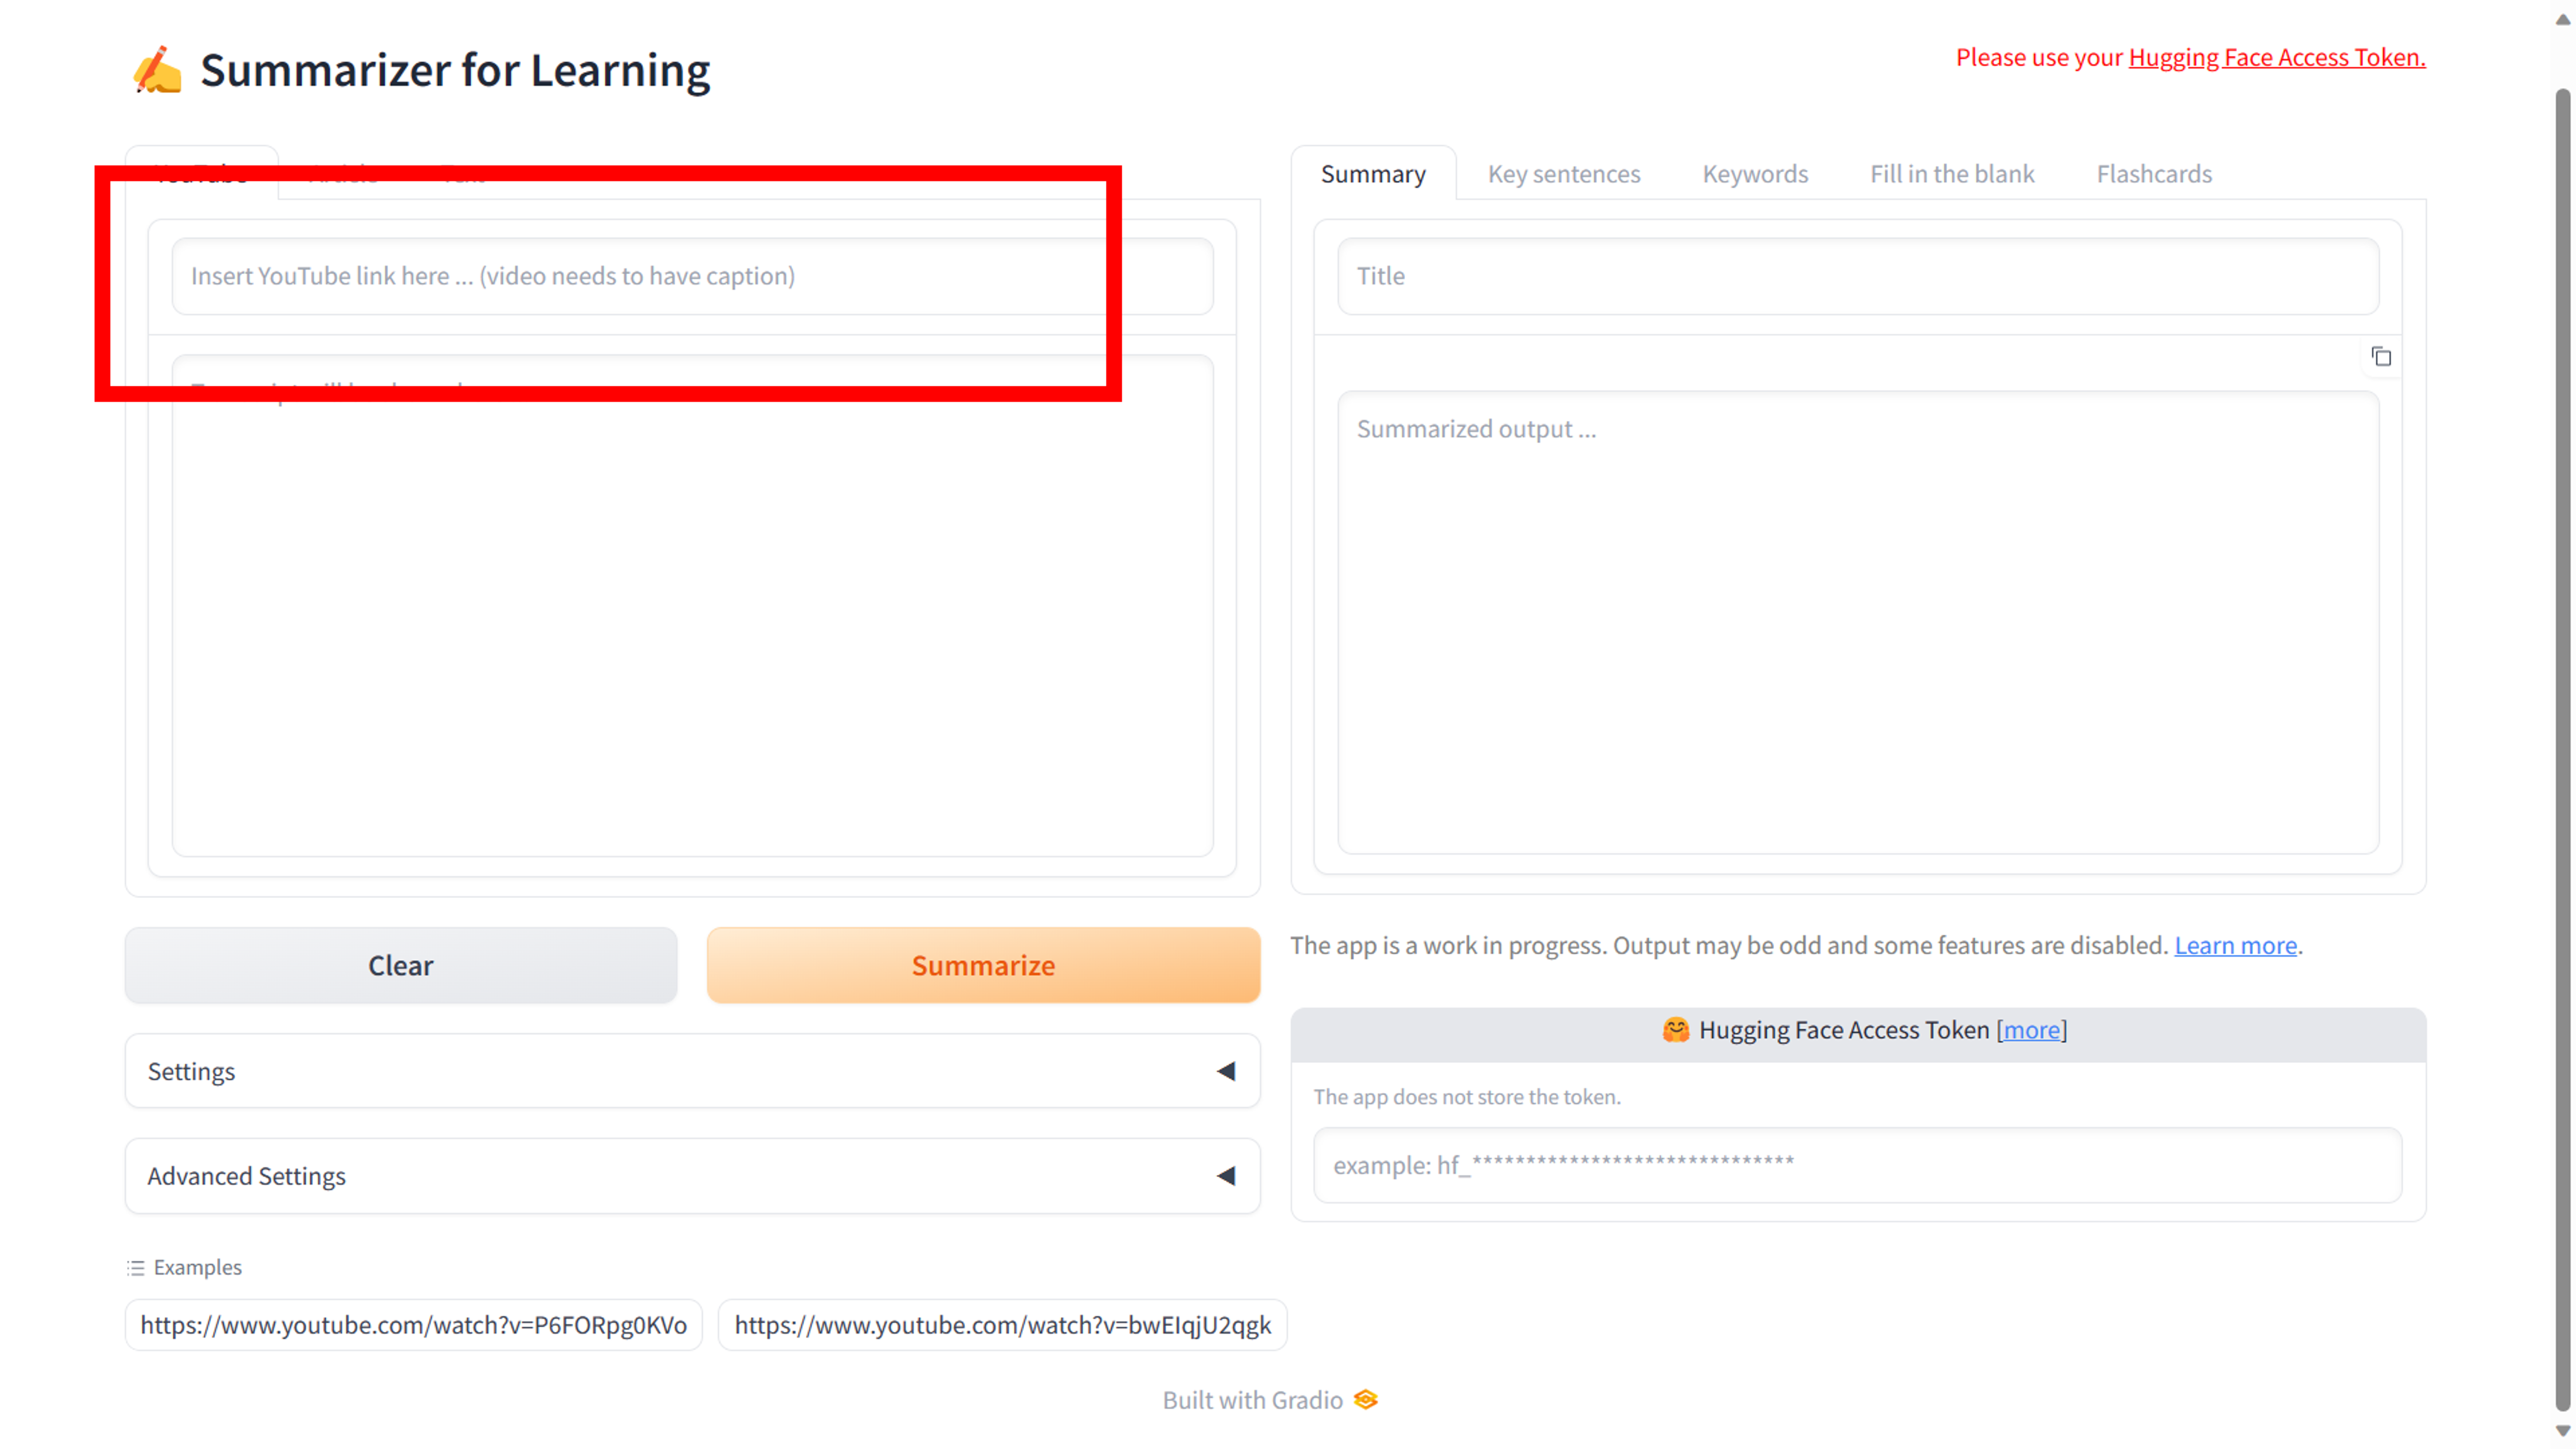 Summarizer for Learning
Please use your Hugging Face Access Token.
Summary Key sentences Keywords Fill in the blank Flashcards
Insert YouTube link here ... (video needs to have caption)
Title
Summarized output ...
Clear
Summarize
The app is a work in progress. Output may be odd and some features are disabled. Learn more.
Settings
Hugging Face Access Token [more]
The app does not store the token.
Advanced Settings
example: hf_******************************
Examples
https://www.youtube.com/watch?v=P6FORpg0KVo
https://www.youtube.com/watch?v=bwEIqjU2qgk
Built with Gradio